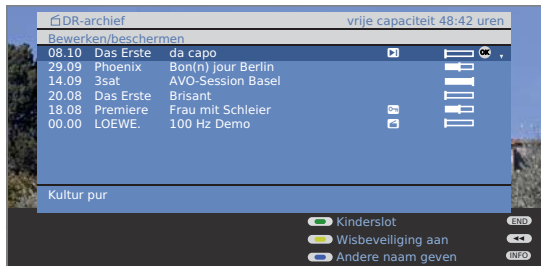 DR-archief vrije capaciteit 48:42 uren
Bewerken/beschermen
08.10 Das Erste da capo OK
29.09 Phoenix Bon(n) jour Berlin
14.09 3sat AVO-Session Basel
20.08 Das Erste Brisant
18.08 Premiere Frau mit Schleier
00.00 LOEWE. 100 Hz Demo
Kultur pur
Kinderslot END
Wisbeveiliging aan
Andere naam geven INFO